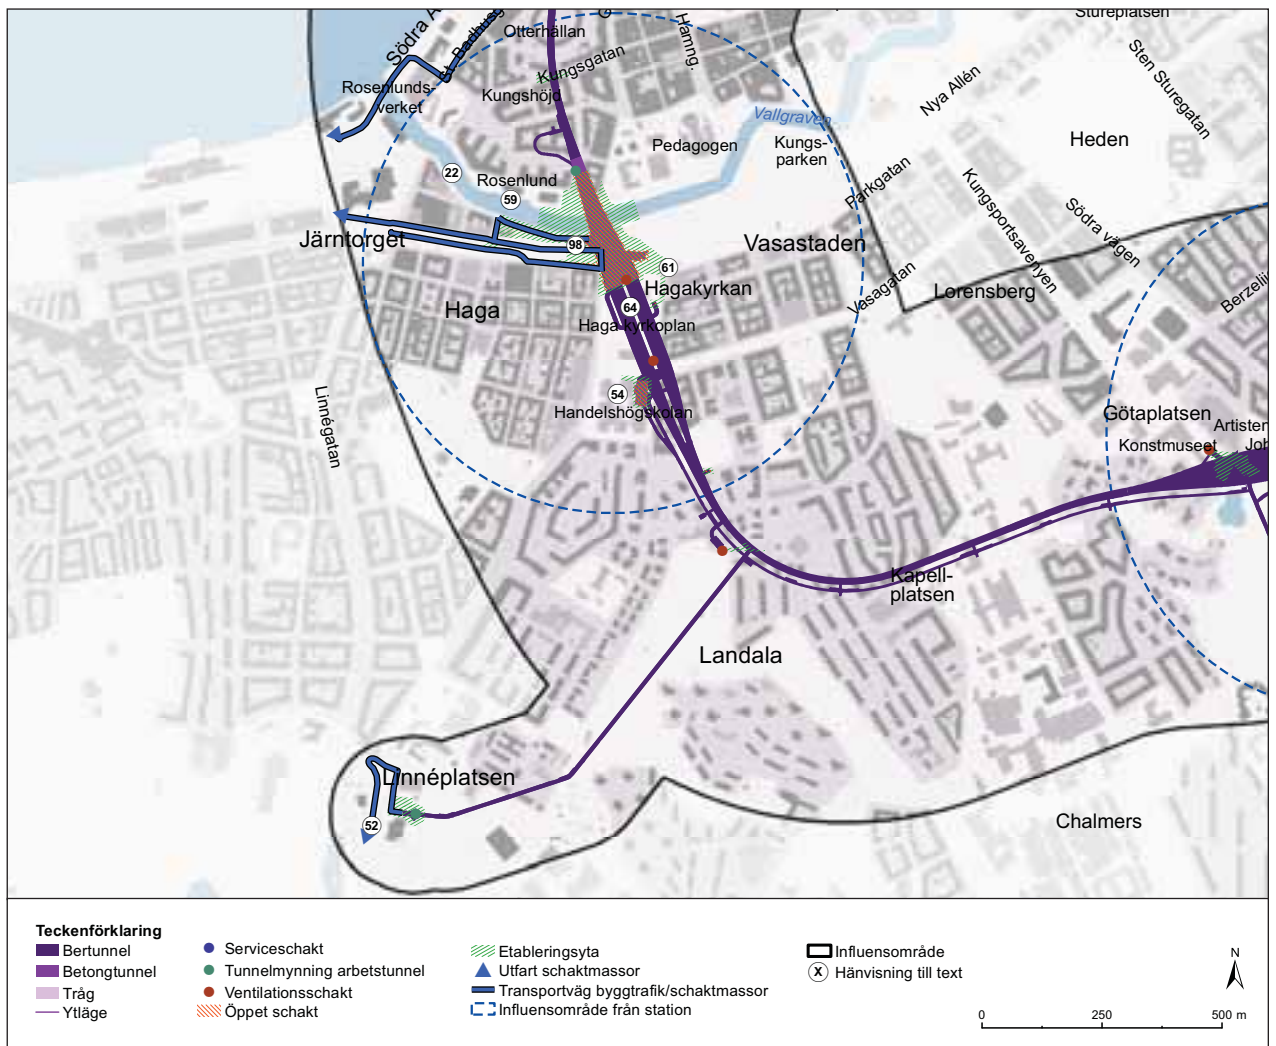 Stureplatsen
Södra A
St. Badhusg
Otterhällan
Hamng.
Kungsgatan
Sten Sturegatan
Nya Allén
Rosenlunds-
verket
Kungshöjd
Vallgraven
Heden
Pedagogen
Kungs-
parken
22
Rosenlund
59
Parkgatan
Kungsportsavenyen
Södra vägen
Järntorget
98
Vasastaden
61
Vasagatan
Hagakyrkan
Lorensberg
Berzelii
Haga
64
Haga kyrkoplan
54
Handelshögskolan
Linnégatan
Götaplatsen
Artisten
Konstmuseet
Joh
Kapell-
platsen
Landala
Linnéplatsen
52
Chalmers
Teckenförklaring
Bertunnel
Betongtunnel
Tråg
Ytläge
Serviceschakt
Tunnelmynning arbetstunnel
Ventilationsschakt
Öppet schakt
Etableringsyta
Utfart schaktmassor
Transportväg byggtrafik/schaktmassor
Influensområde från station
Influensområde
X Hänvisning till text
N
0 250 500 m